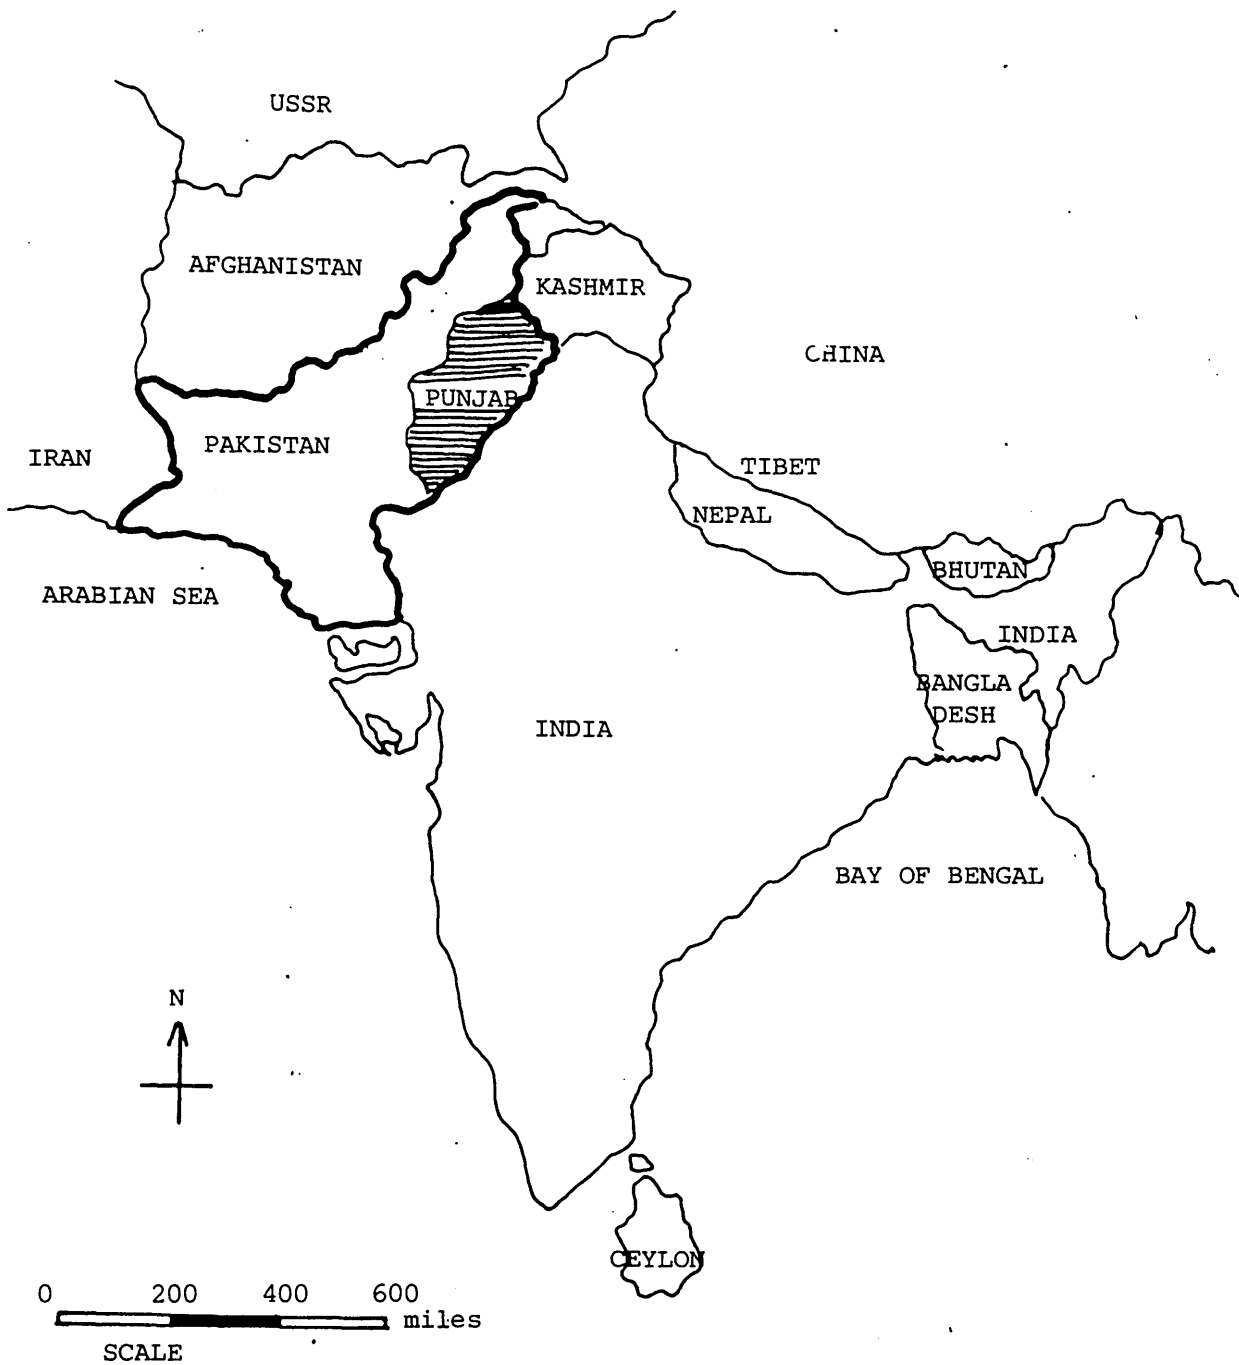 USSR
AFGHANISTAN
KASHMIR
CHINA
PUNJAB
PAKISTAN
IRAN
TIBET
NEPAL
BHUTAN
ARABIAN SEA
INDIA
BANGLA
DESH
INDIA
BAY OF BENGAL
N
CEYLON
0 200 400 600
miles
SCALE